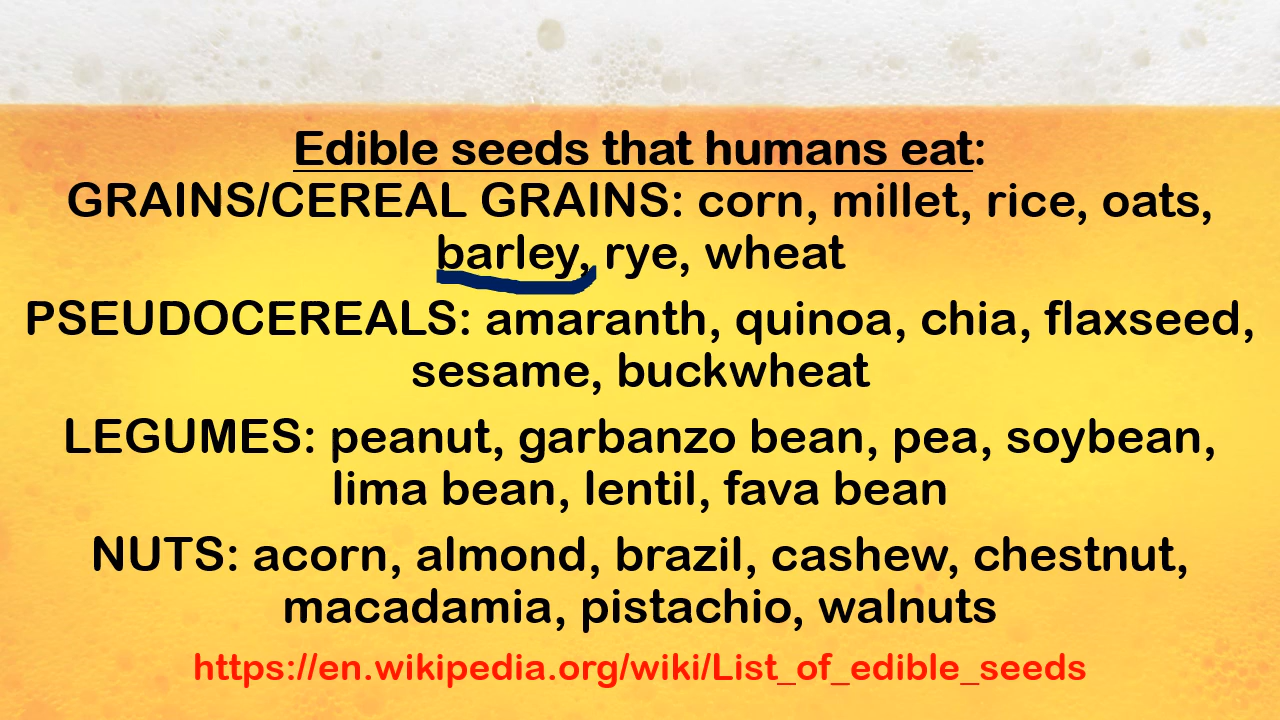 Edible seeds that humans eat:
GRAINS/CEREAL GRAINS: corn, millet, rice, oats,
barley, rye, wheat
PSEUDOCEREALS: amaranth, quinoa, chia, flaxseed,
sesame, buckwheat
LEGUMES: peanut, garbanzo bean, pea, soybean,
lima bean, lentil, fava bean
NUTS: acorn, almond, brazil, cashew, chestnut,
macadamia, pistachio, walnuts
https://en.wikipedia.org/wiki/List_of_edible_seeds